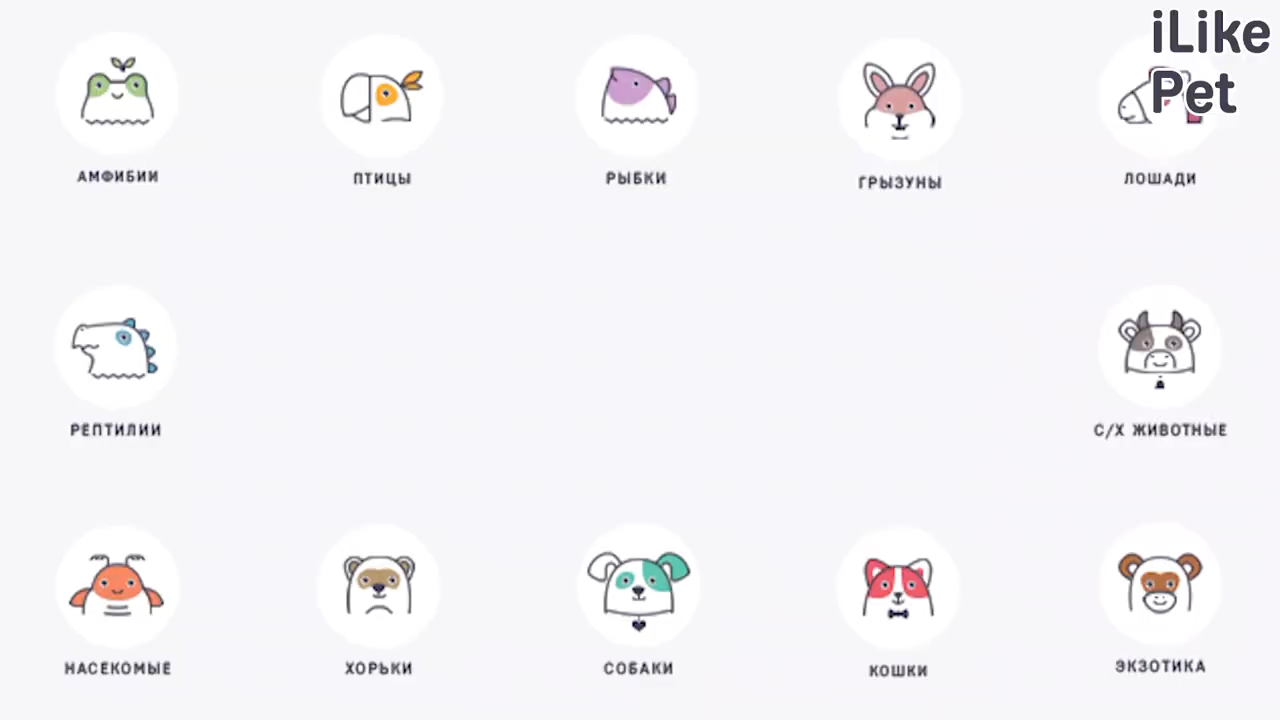 iLike
Pet
АМФИБИИ
ПТИЦЫ
РЫБКИ
ГРЫЗУНЫ
ЛОШАДИ
РЕПТИЛИИ
С/Х ЖИВОТНЫЕ
НАСЕКОМЫЕ
ХОРЬКИ
СОБАКИ
КОШКИ
ЭКЗОТИКА